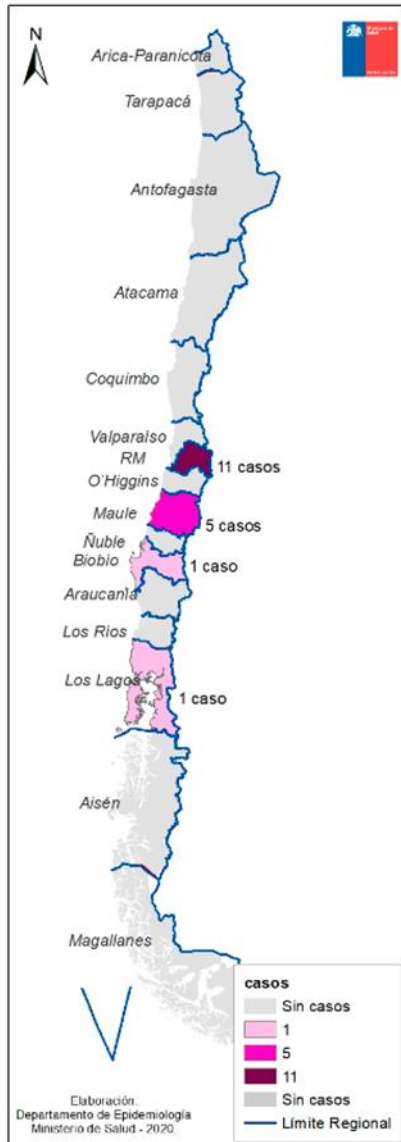 N
Arica-Paranicota
Tarapacá
Antofagasta
Atacama
Coquimbo
Valparaíso
RM
11 casos
O'Higgins
Maule
5 casos
Ñuble
Biobio
1 caso
Araucanía
Los Rios
Los Lagos
1 caso
Aisén
Magallanes
casos
Sin casos
1
5
11
Sin casos
Límite Regional
Elaboración:
Departamento de Epidemiología
Ministerio de Salud - 2020